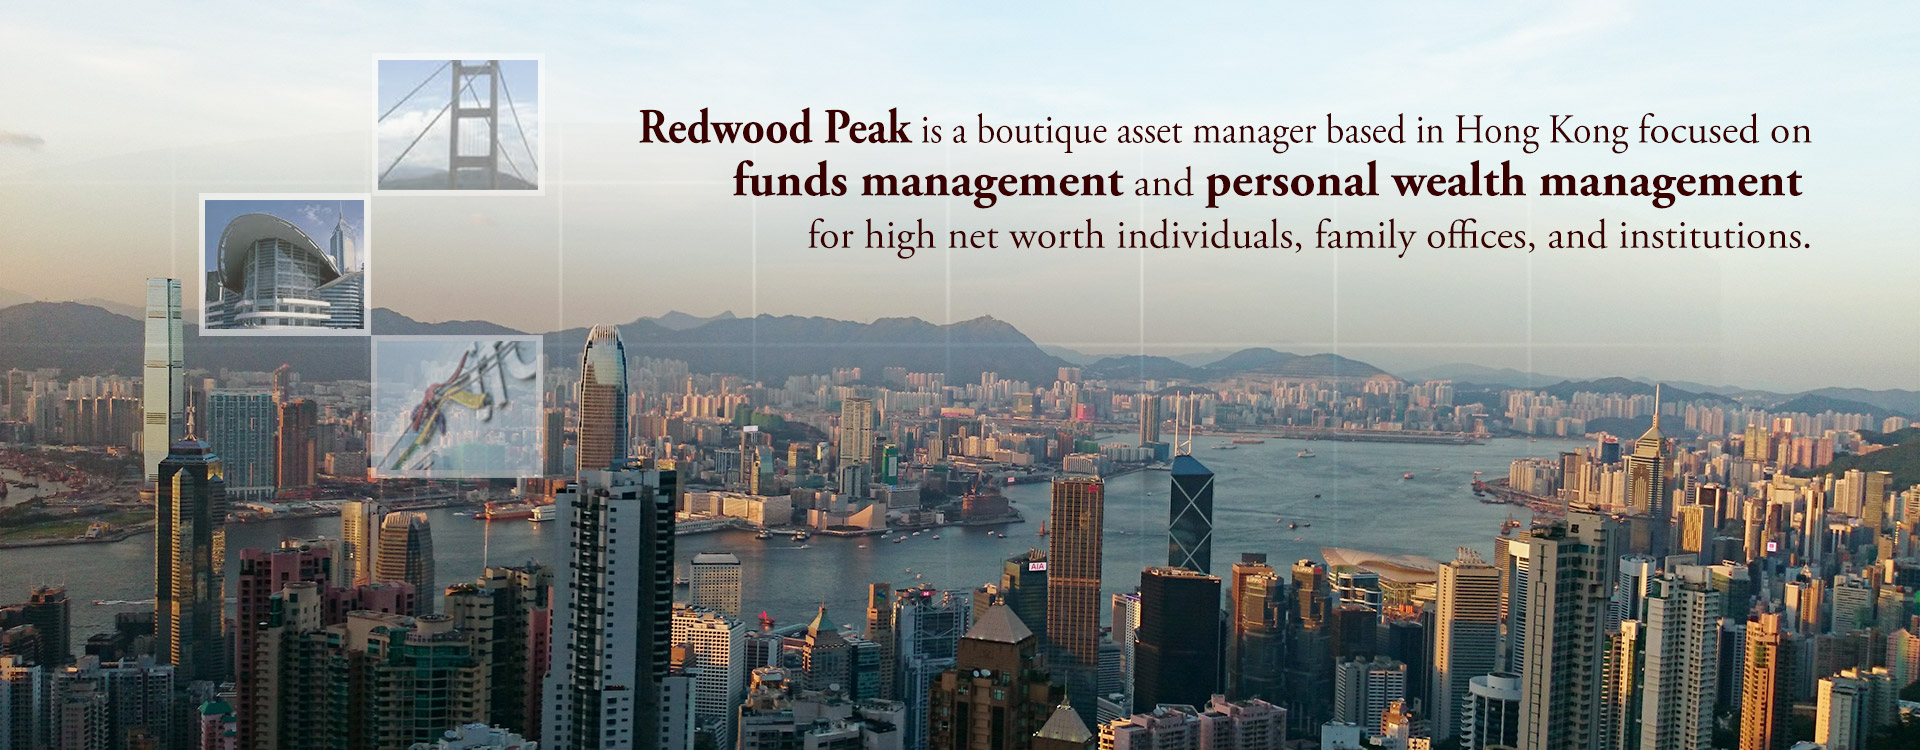 Redwood Peak is a boutique asset manager based in Hong Kong focused on
funds management and personal wealth management
for high net worth individuals, family offices, and institutions.
AIA